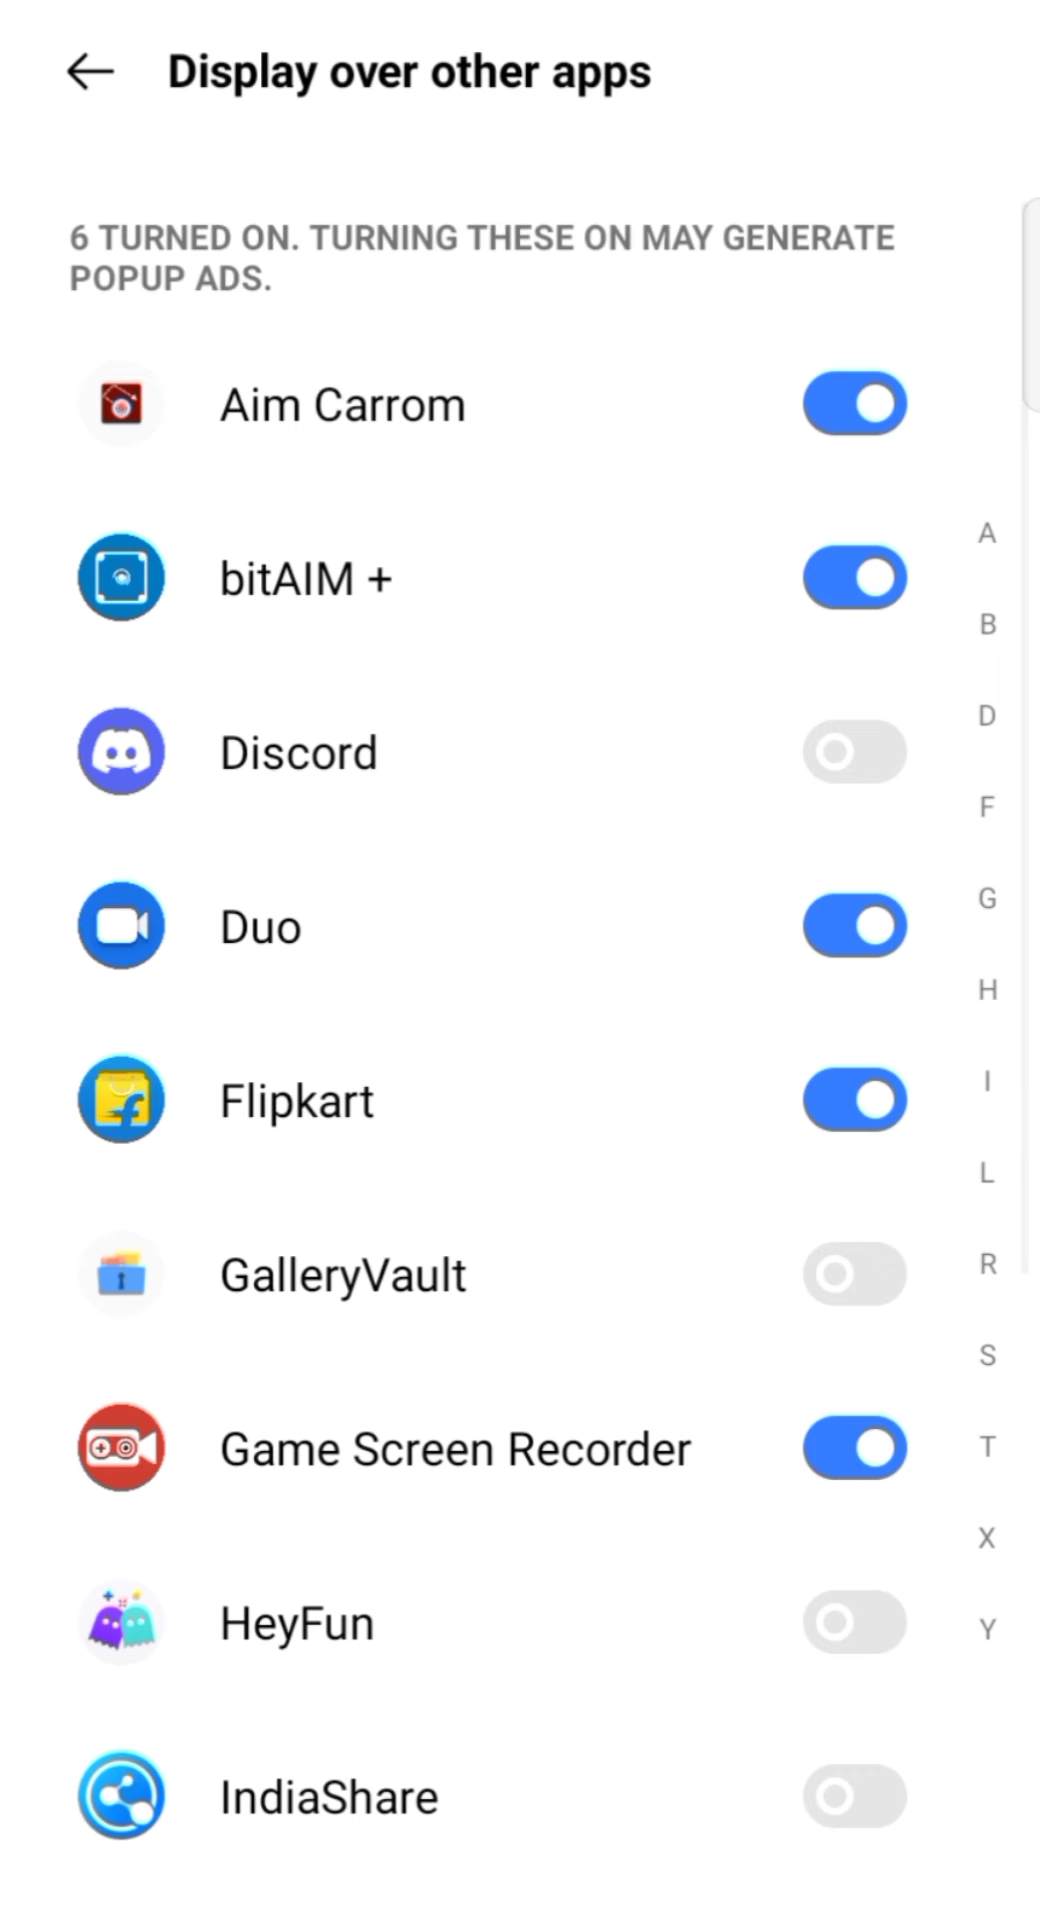 Display over other apps
6 TURNED ON. TURNING THESE ON MAY GENERATE
POPUP ADS.
Aim Carrom
bitAIM +
Discord
Duo
Flipkart
GalleryVault
Game Screen Recorder
HeyFun
IndiaShare
A
B
D
F
G
H
I
L
R
S
T
X
Y